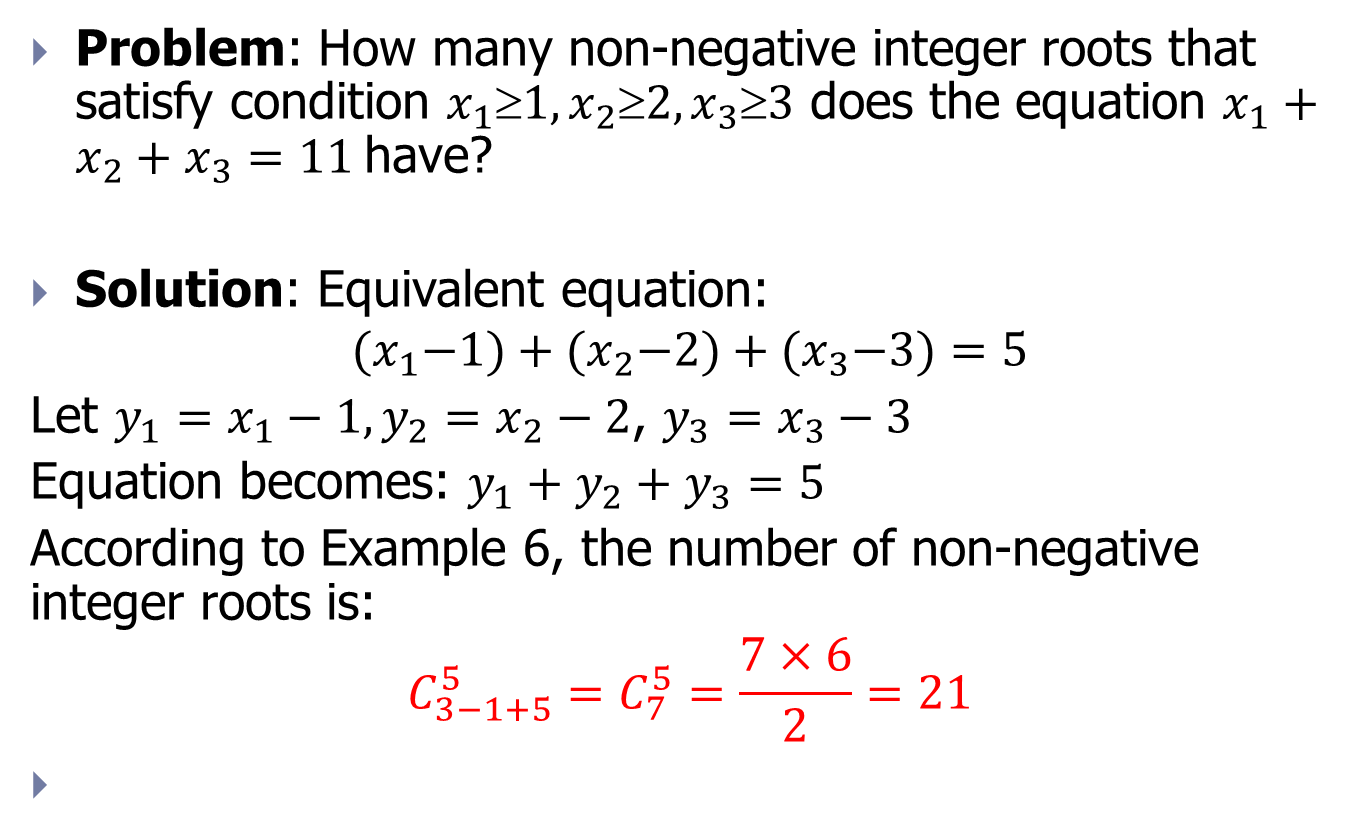 Problem: How many non-negative integer roots that
satisfy condition x₁≥1, x₂≥2, x₃≥3 does the equation x₁ +
x₂ + x₃ = 11 have?
Solution: Equivalent equation:
(x₁−1) + (x₂−2) + (x₃−3) = 5
Let y₁ = x₁ − 1, y₂ = x₂ − 2, y₃ = x₃ − 3
Equation becomes: y₁ + y₂ + y₃ = 5
According to Example 6, the number of non-negative
integer roots is:
C⁵₃₋₁₊₅ = C⁵₇ = (7 × 6)/2 = 21